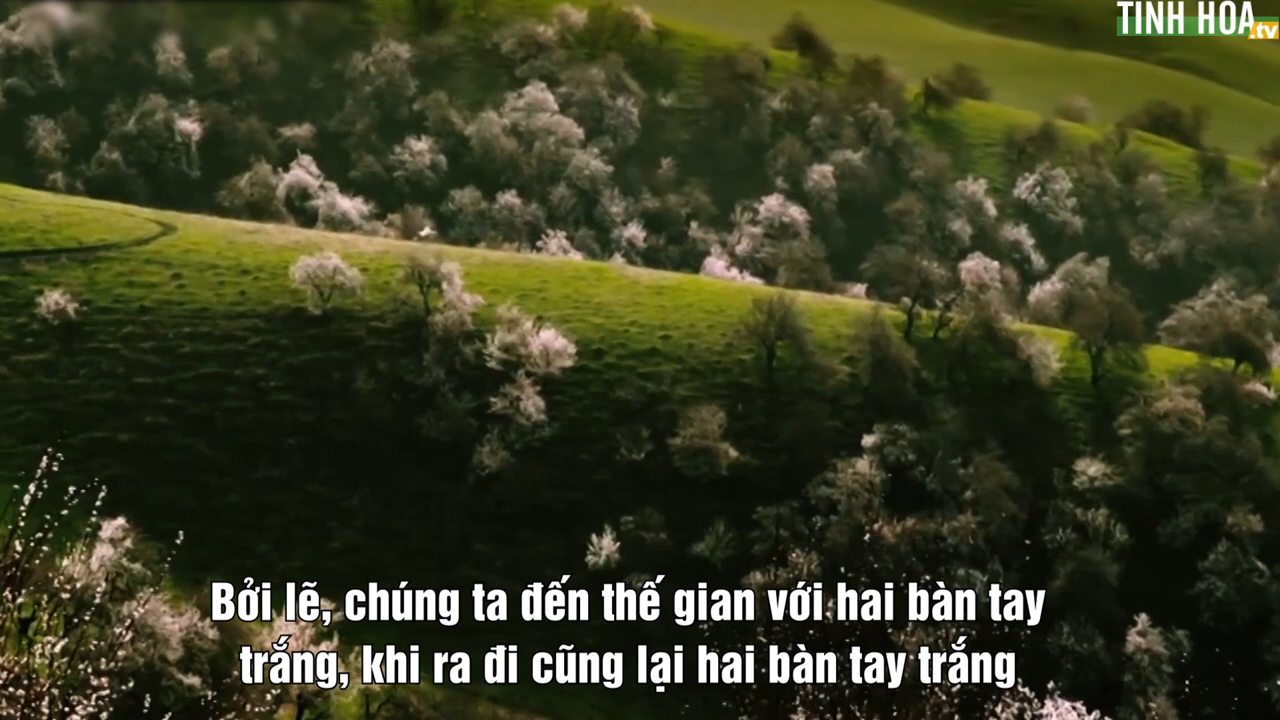 TINH HOA
.tv
Bởi lẽ, chúng ta đến thế gian với hai bàn tay
trắng, khi ra đi cũng lại hai bàn tay trắng